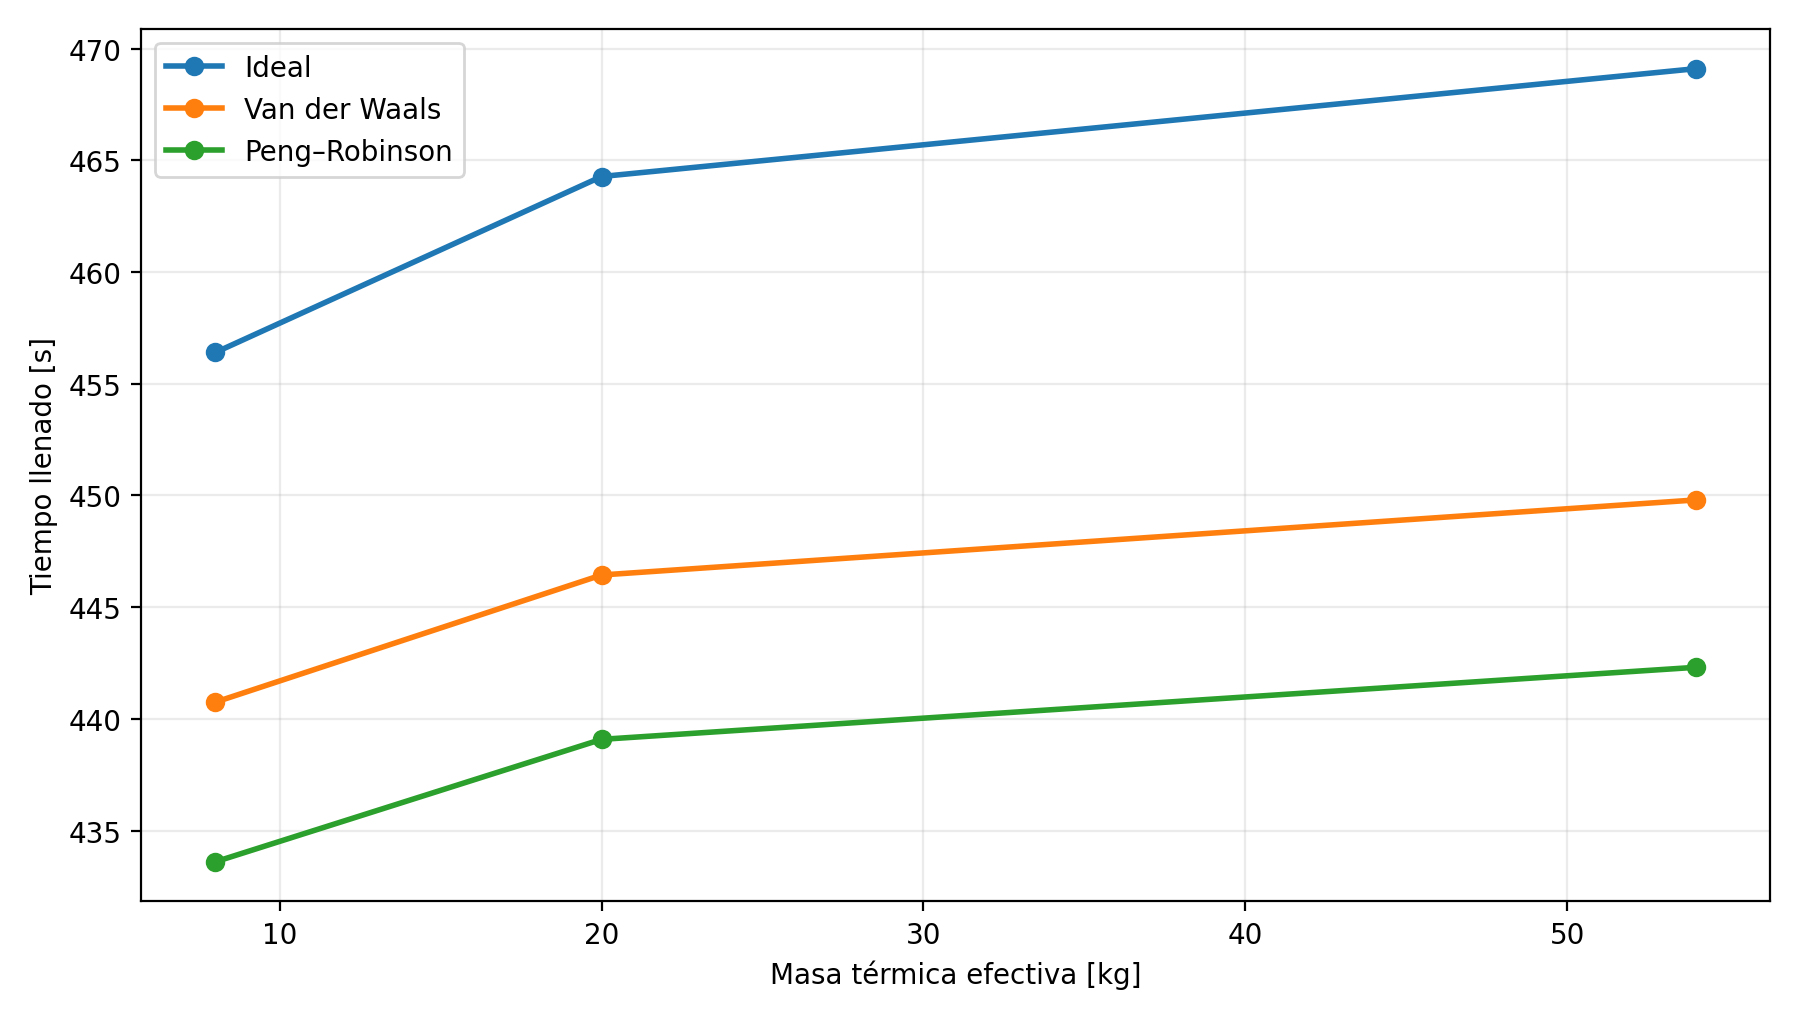 470
465
460
455
450
445
440
435
Tiempo llenado [s]
Ideal
Van der Waals
Peng–Robinson
10 20 30 40 50
Masa térmica efectiva [kg]